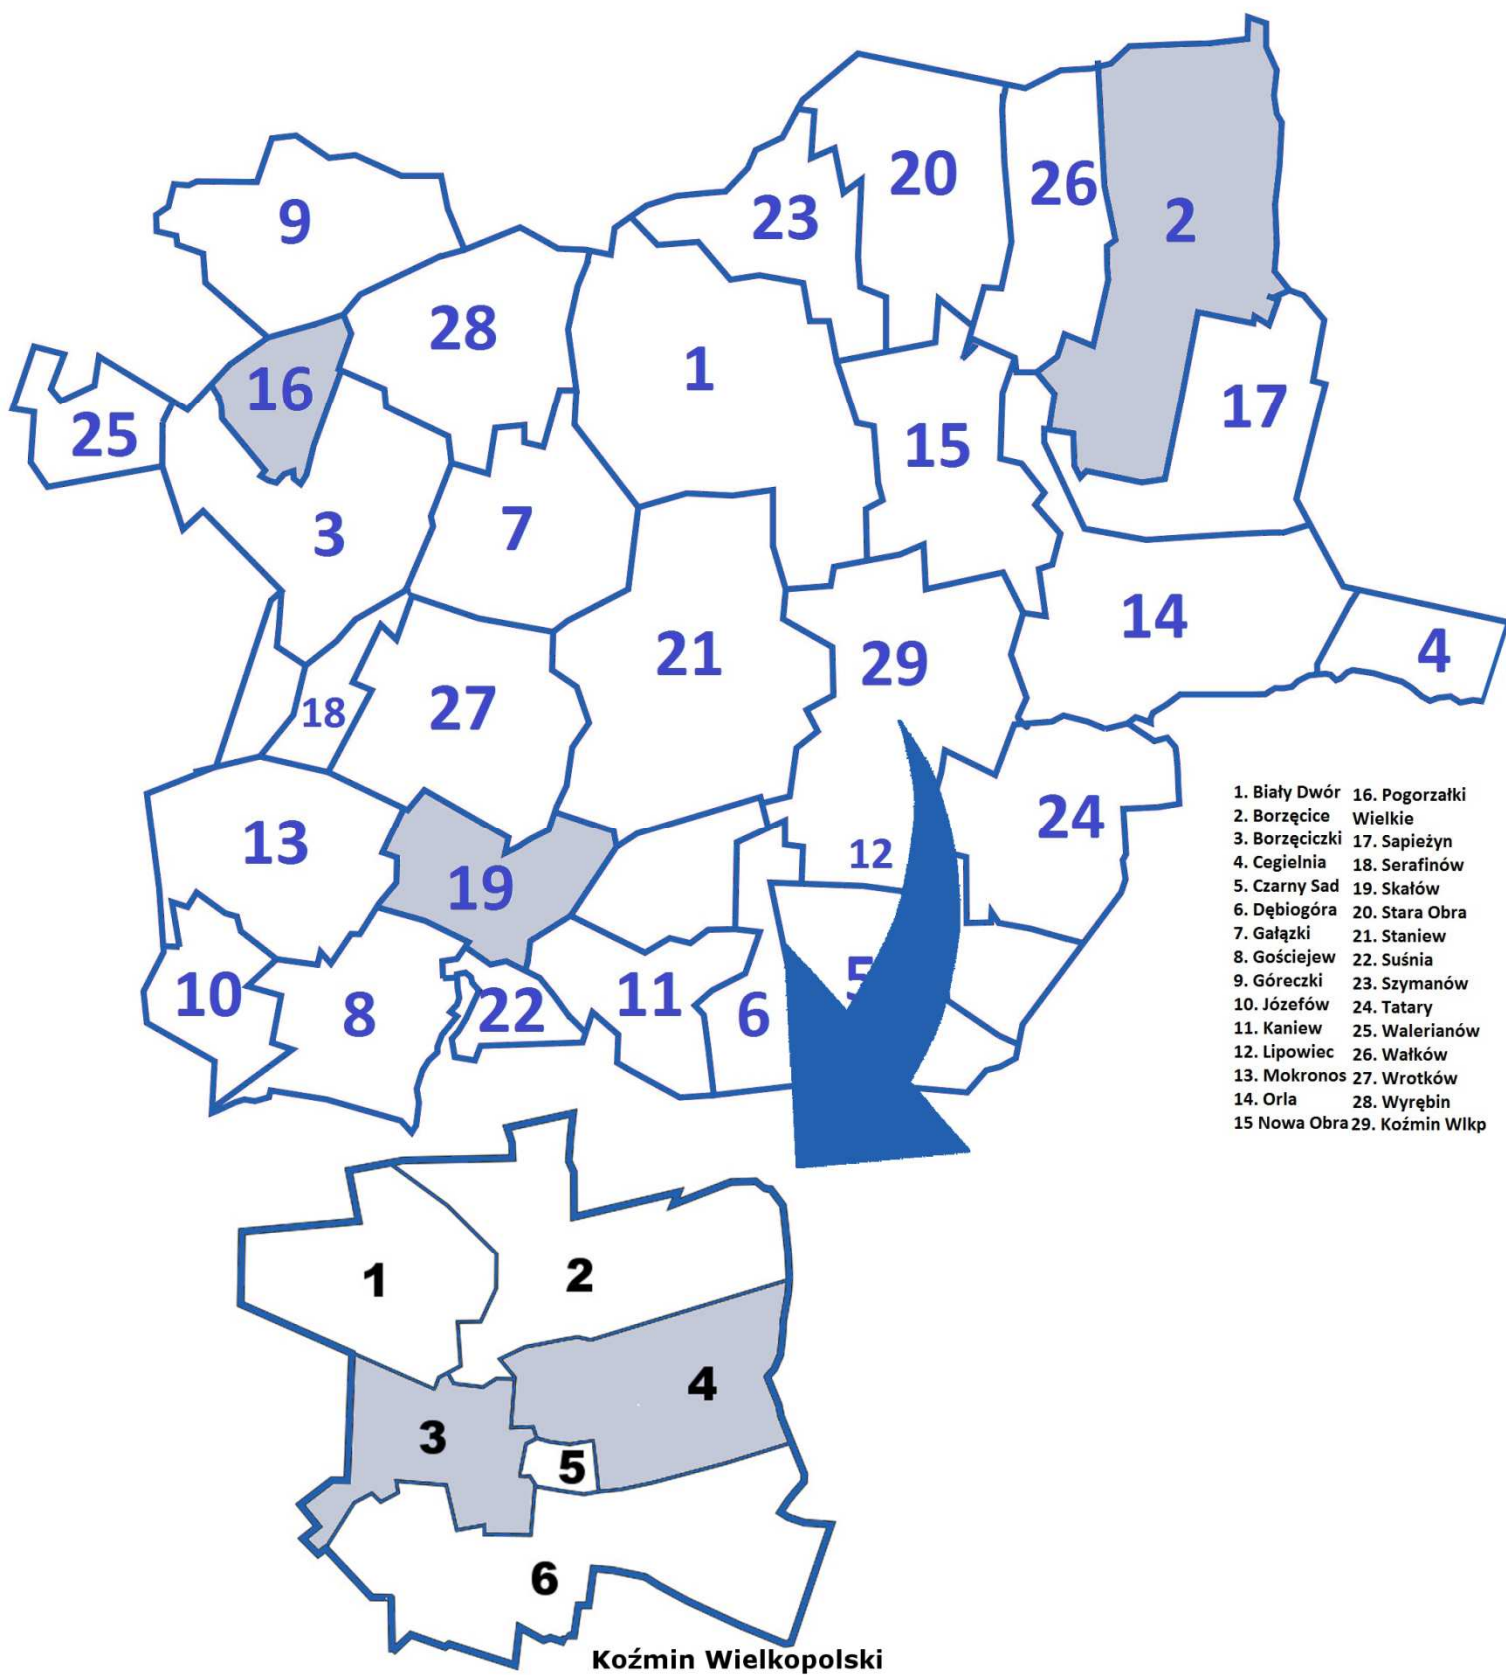 20
26
2
23
9
28
1
16
17
25
15
3
7
14
21
29
4
18
27
24
13
12
19
5
10
8
22
11
6
1. Biały Dwór
2. Borzęcice
3. Borzęciczki
4. Cegielnia
5. Czarny Sad
6. Dębiogóra
7. Gałązki
8. Gościejew
9. Góreczki
10. Józefów
11. Kaniew
12. Lipowiec
13. Mokronos
14. Orla
15 Nowa Obra
16. Pogorzałki
Wielkie
17. Sapieżyn
18. Serafinów
19. Skałów
20. Stara Obra
21. Staniew
22. Suśnia
23. Szymanów
24. Tatary
25. Walerianów
26. Wałków
27. Wrotków
28. Wyrębin
29. Koźmin Wlkp
1
2
4
3
5
6
Koźmin Wielkopolski